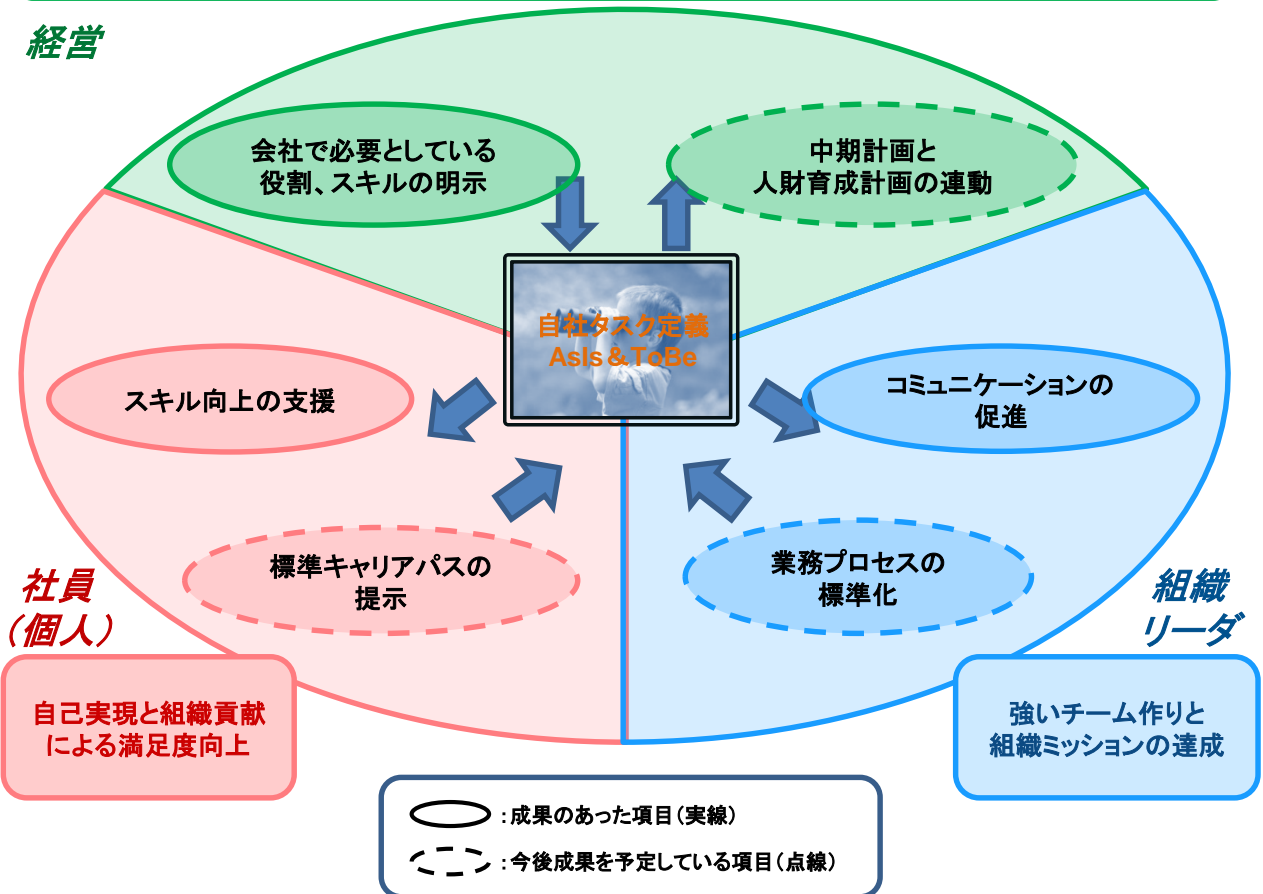 経営
会社で必要としている
役割、スキルの明示
中期計画と
人財育成計画の連動
自社タスク定義
AsIs＆ToBe
スキル向上の支援
コミュニケーションの
促進
標準キャリアパスの
提示
業務プロセスの
標準化
社員
（個人）
組織
リーダ
自己実現と組織貢献
による満足度向上
強いチーム作りと
組織ミッションの達成
：成果のあった項目（実線）
：今後成果を予定している項目（点線）